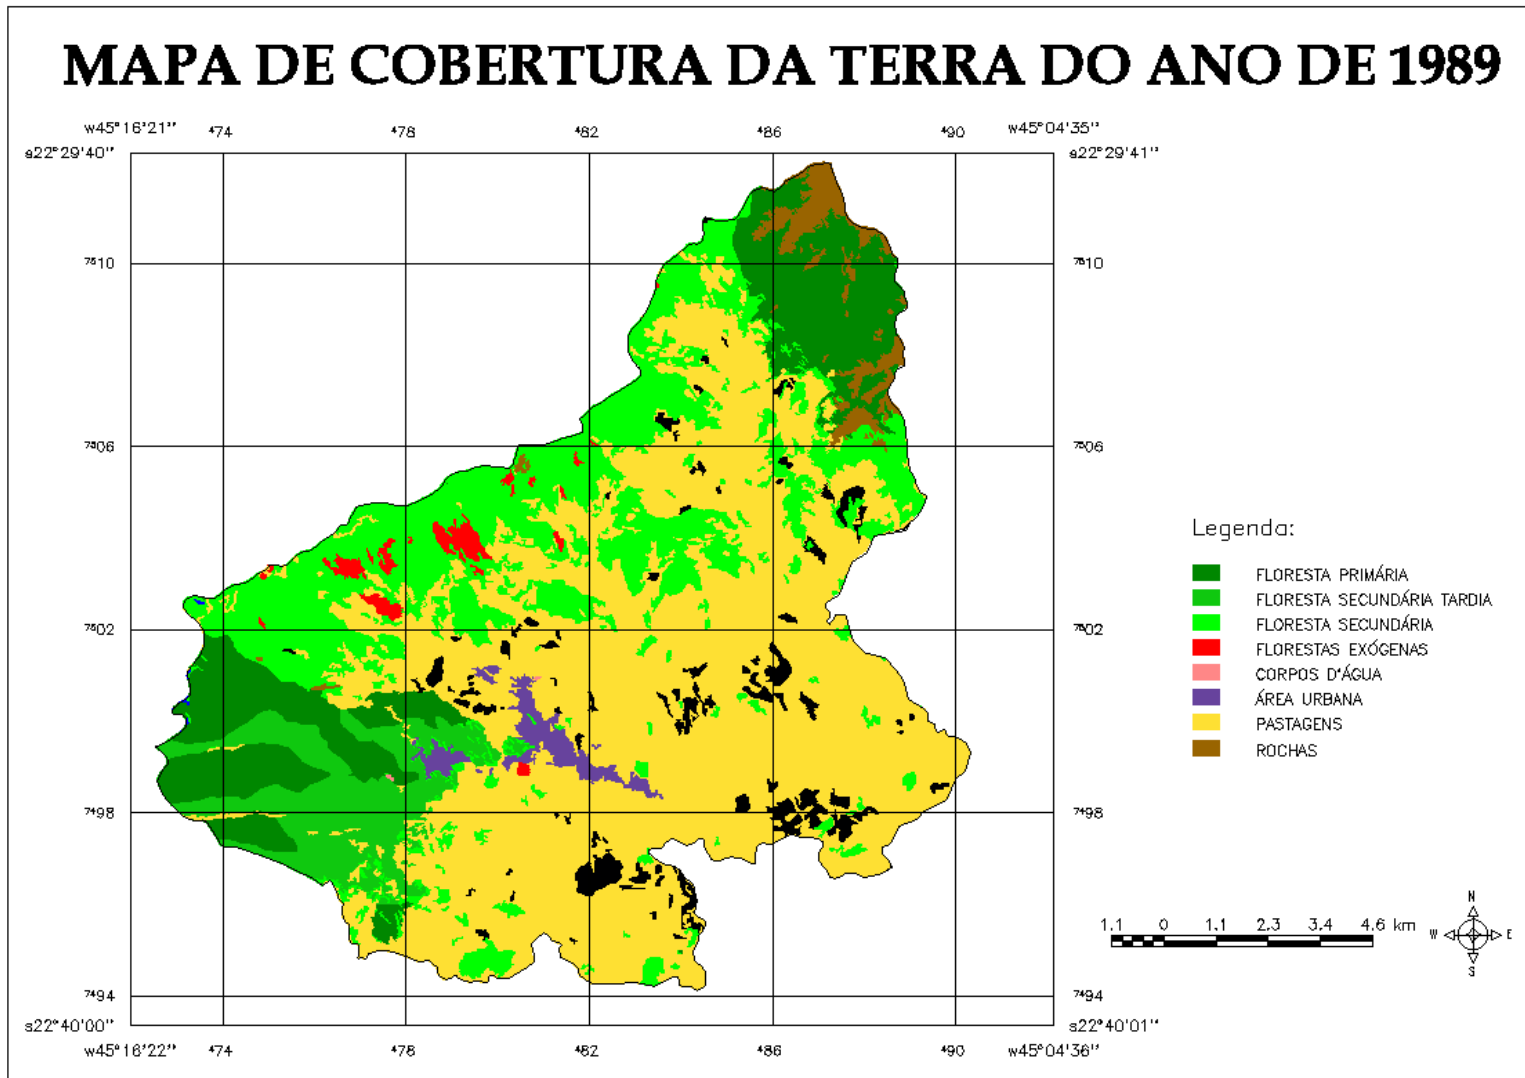 MAPA DE COBERTURA DA TERRA DO ANO DE 1989
w45°16'21'' 474 478 482 486 490 w45°04'35''
s22°29'40'' s22°29'41''
7510 7510
7506 7506
7502 7502
7498 7498
7494 7494
s22°40'00'' s22°40'01''
w45°16'22'' 474 478 482 486 490 w45°04'36''
Legenda:
FLORESTA PRIMÁRIA
FLORESTA SECUNDÁRIA TARDIA
FLORESTA SECUNDÁRIA
FLORESTAS EXÓGENAS
CORPOS D'ÁGUA
ÁREA URBANA
PASTAGENS
ROCHAS
1.1 0 1.1 2.3 3.4 4.6 km
N
W E
S